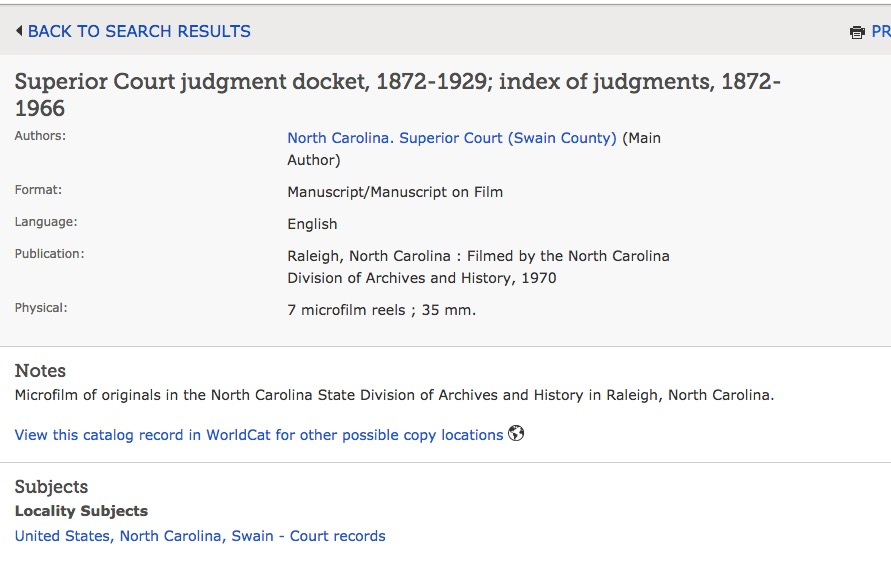 BACK TO SEARCH RESULTS
PR
Superior Court judgment docket, 1872-1929; index of judgments, 1872-
1966
Authors:
North Carolina. Superior Court (Swain County) (Main
Author)
Format:
Manuscript/Manuscript on Film
Language:
English
Publication:
Raleigh, North Carolina : Filmed by the North Carolina
Division of Archives and History, 1970
Physical:
7 microfilm reels ; 35 mm.
Notes
Microfilm of originals in the North Carolina State Division of Archives and History in Raleigh, North Carolina.
View this catalog record in WorldCat for other possible copy locations
Subjects
Locality Subjects
United States, North Carolina, Swain - Court records